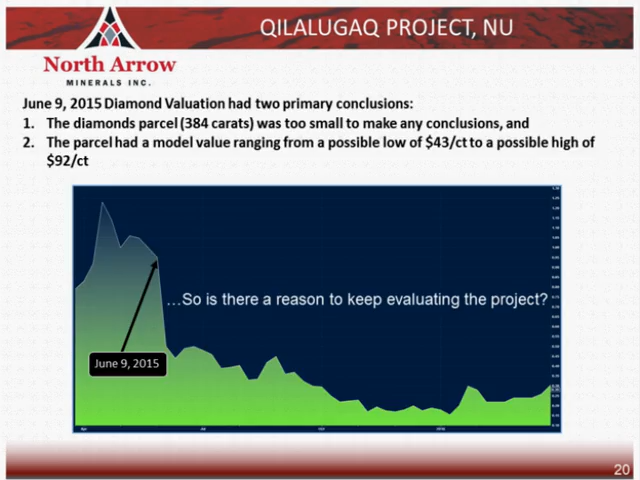 QILALUGAQ PROJECT, NU
North Arrow
MINERALS INC.
June 9, 2015 Diamond Valuation had two primary conclusions:
1. The diamonds parcel (384 carats) was too small to make any conclusions, and
2. The parcel had a model value ranging from a possible low of $43/ct to a possible high of
$92/ct
…So is there a reason to keep evaluating the project?
June 9, 2015
20